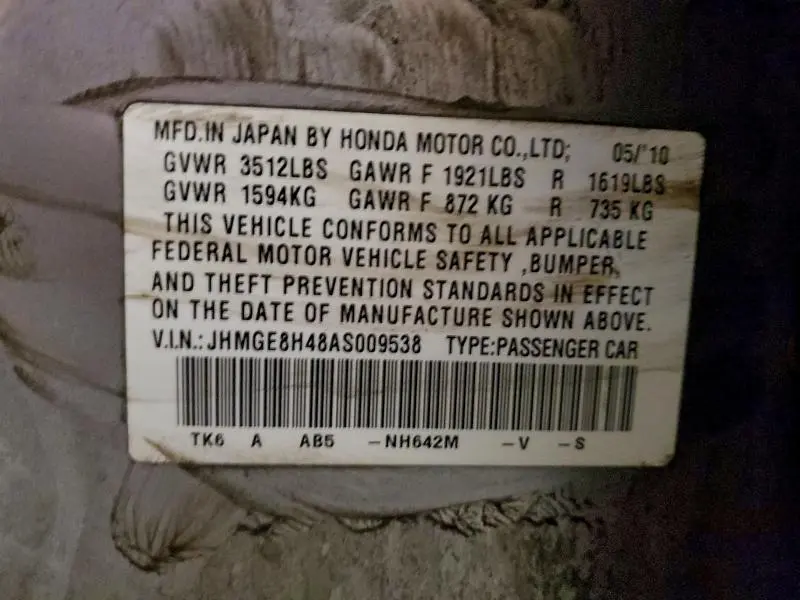 MFD.IN JAPAN BY HONDA MOTOR CO.,LTD; 05/'10
GVWR 3512LBS GAWR F 1921LBS R 1619LBS
GVWR 1594KG GAWR F 872 KG R 735 KG
THIS VEHICLE CONFORMS TO ALL APPLICABLE
FEDERAL MOTOR VEHICLE SAFETY ,BUMPER,
AND THEFT PREVENTION STANDARDS IN EFFECT
ON THE DATE OF MANUFACTURE SHOWN ABOVE.
V.I.N.: JHMGE8H48AS009538 TYPE:PASSENGER CAR
TK6 A AB5 -NH642M -V -S